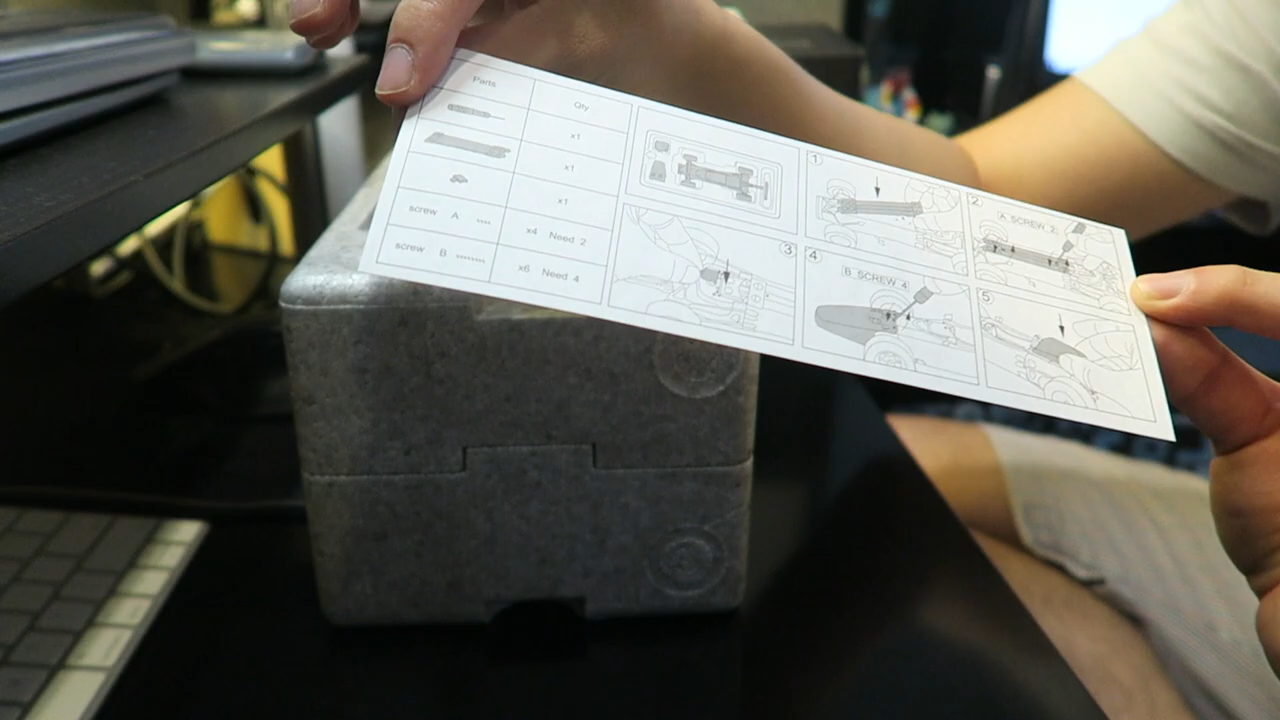 Parts Qty
x1
x1
x1
screw A x4 Need 2
screw B x6 Need 4
1
2
A SCREW 2
3
4
B SCREW 4
5